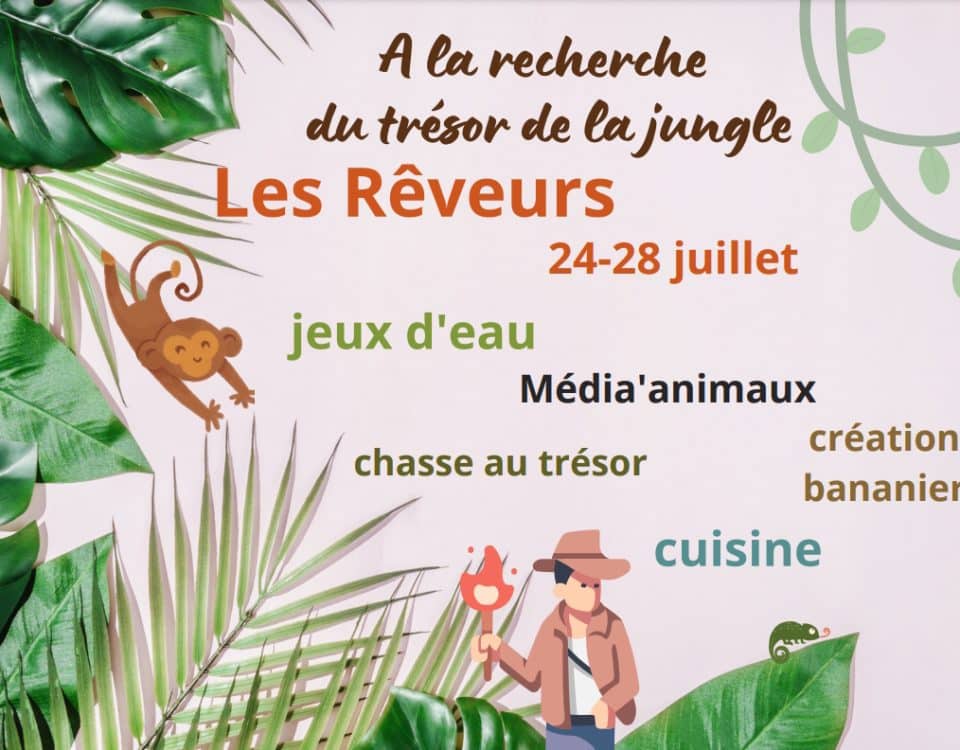 A la recherche
du trésor de la jungle
Les Rêveurs
24-28 juillet
jeux d'eau
Média'animaux
création
bananier
chasse au trésor
cuisine